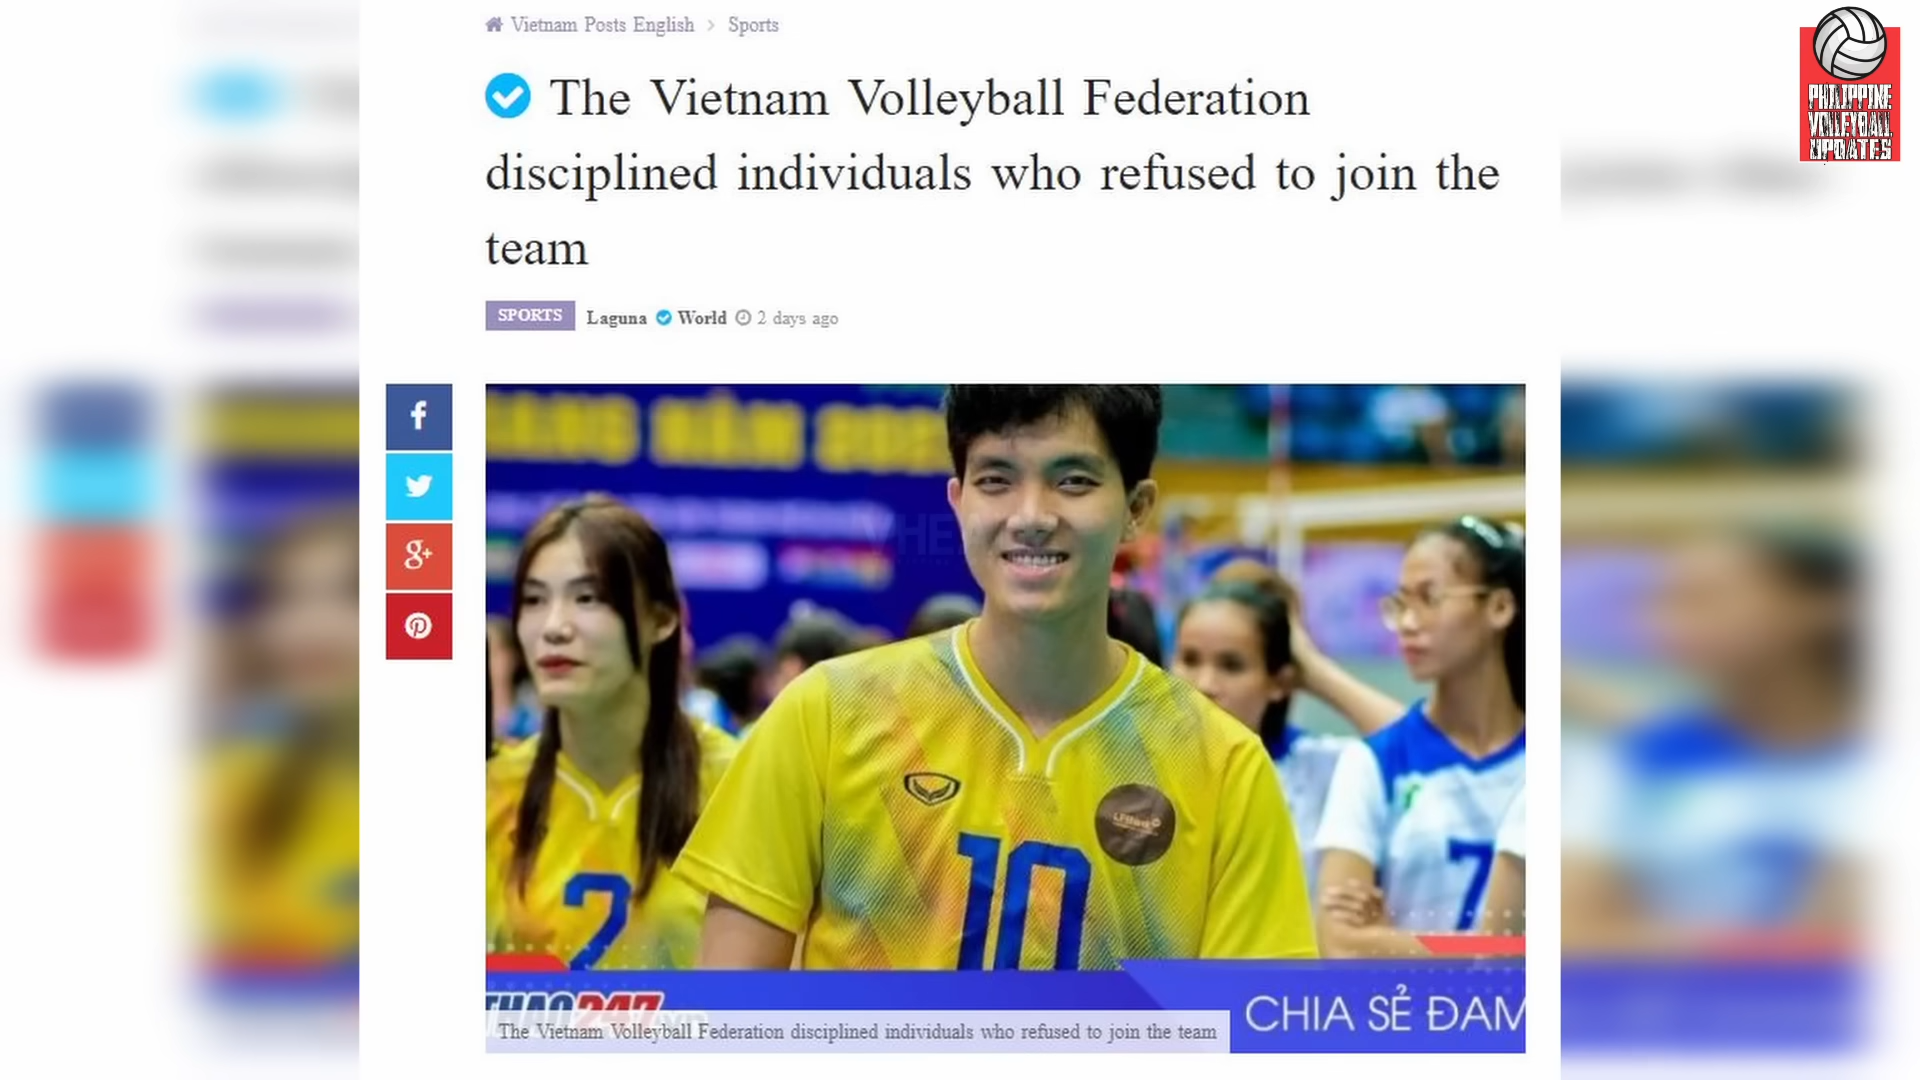 Vietnam Posts English > Sports
PHILIPPINE
VOLLEYBALL
UPDATES
The Vietnam Volleyball Federation
disciplined individuals who refused to join the
team
SPORTS Laguna World 2 days ago
f
g+
NĂM
2
10
7
THAO247
CHIA SẺ ĐAM
The Vietnam Volleyball Federation disciplined individuals who refused to join the team